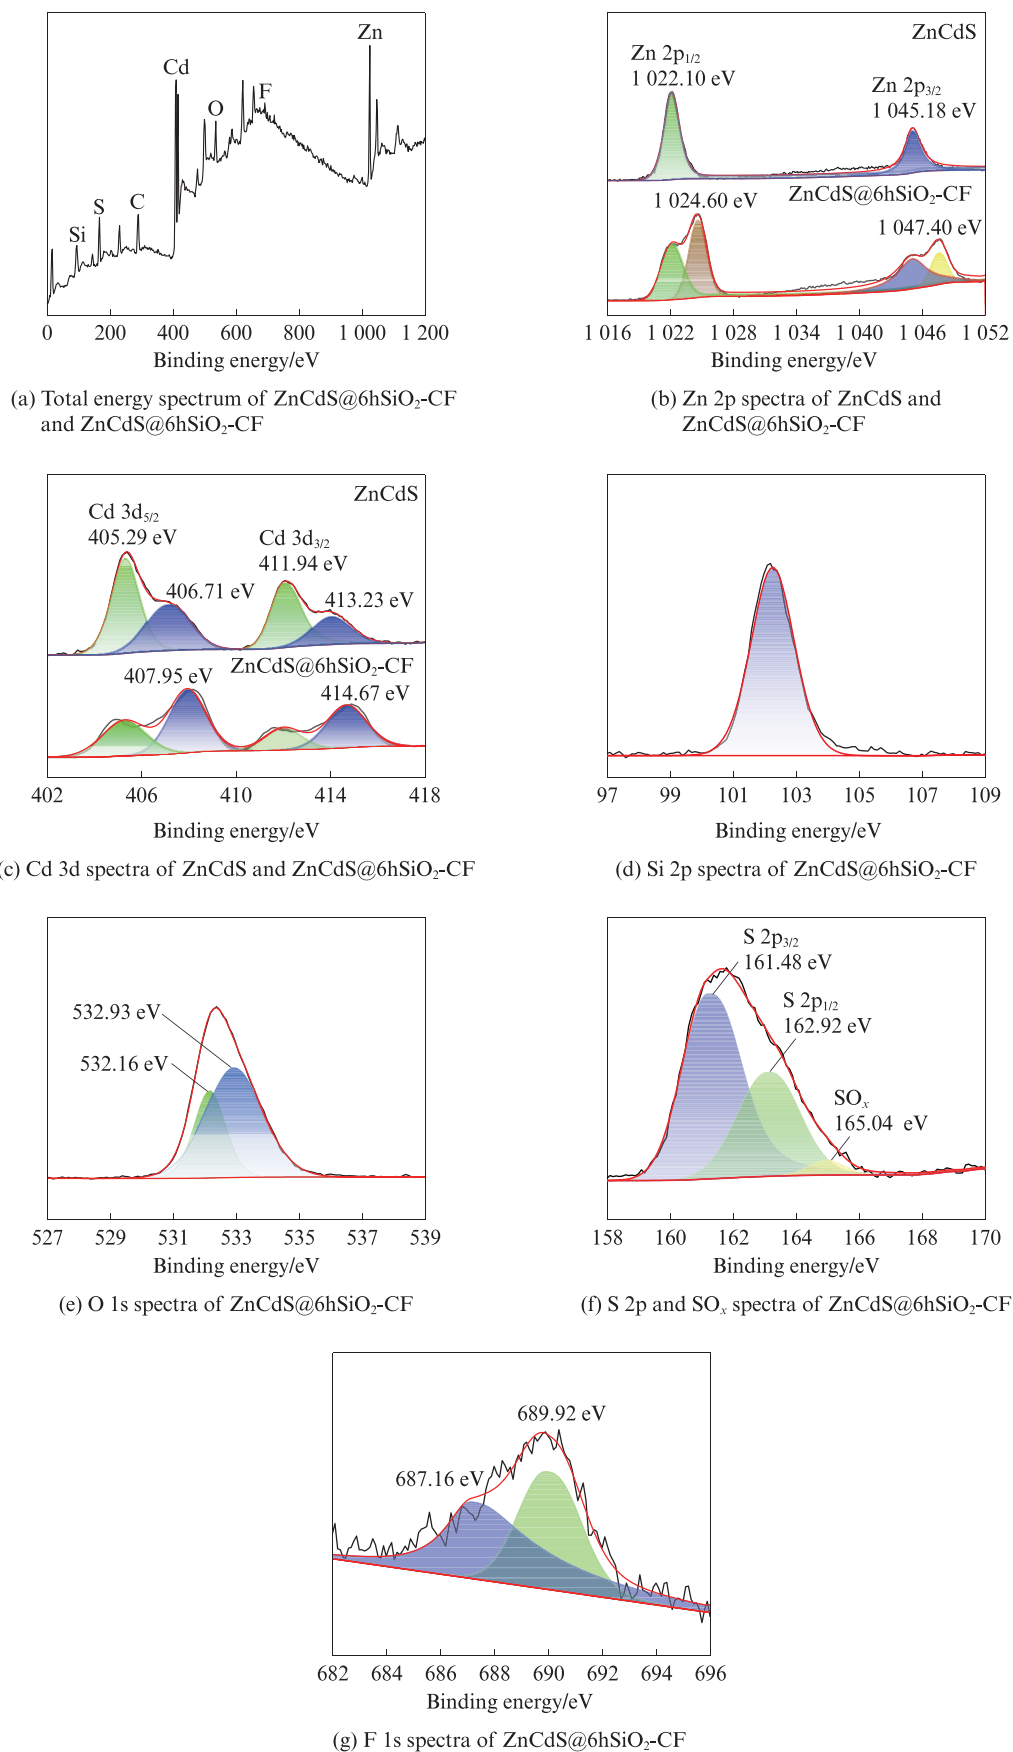 Zn
Cd
O
F
S
C
Si
0 200 400 600 800 1 000 1 200
Binding energy/eV
(a) Total energy spectrum of ZnCdS@6hSiO₂-CF
and ZnCdS@6hSiO₂-CF
ZnCdS
Zn 2p₁/₂
1 022.10 eV
Zn 2p₃/₂
1 045.18 eV
ZnCdS@6hSiO₂-CF
1 024.60 eV
1 047.40 eV
1 016 1 022 1 028 1 034 1 040 1 046 1 052
Binding energy/eV
(b) Zn 2p spectra of ZnCdS and
ZnCdS@6hSiO₂-CF
ZnCdS
Cd 3d₅/₂
405.29 eV
Cd 3d₃/₂
411.94 eV
406.71 eV
413.23 eV
ZnCdS@6hSiO₂-CF
407.95 eV
414.67 eV
402 406 410 414 418
Binding energy/eV
(c) Cd 3d spectra of ZnCdS and ZnCdS@6hSiO₂-CF
97 99 101 103 105 107 109
Binding energy/eV
(d) Si 2p spectra of ZnCdS@6hSiO₂-CF
532.93 eV
532.16 eV
527 529 531 533 535 537 539
Binding energy/eV
(e) O 1s spectra of ZnCdS@6hSiO₂-CF
S 2p₃/₂
161.48 eV
S 2p₁/₂
162.92 eV
SOₓ
165.04 eV
158 160 162 164 166 168 170
Binding energy/eV
(f) S 2p and SOₓ spectra of ZnCdS@6hSiO₂-CF
689.92 eV
687.16 eV
682 684 686 688 690 692 694 696
Binding energy/eV
(g) F 1s spectra of ZnCdS@6hSiO₂-CF